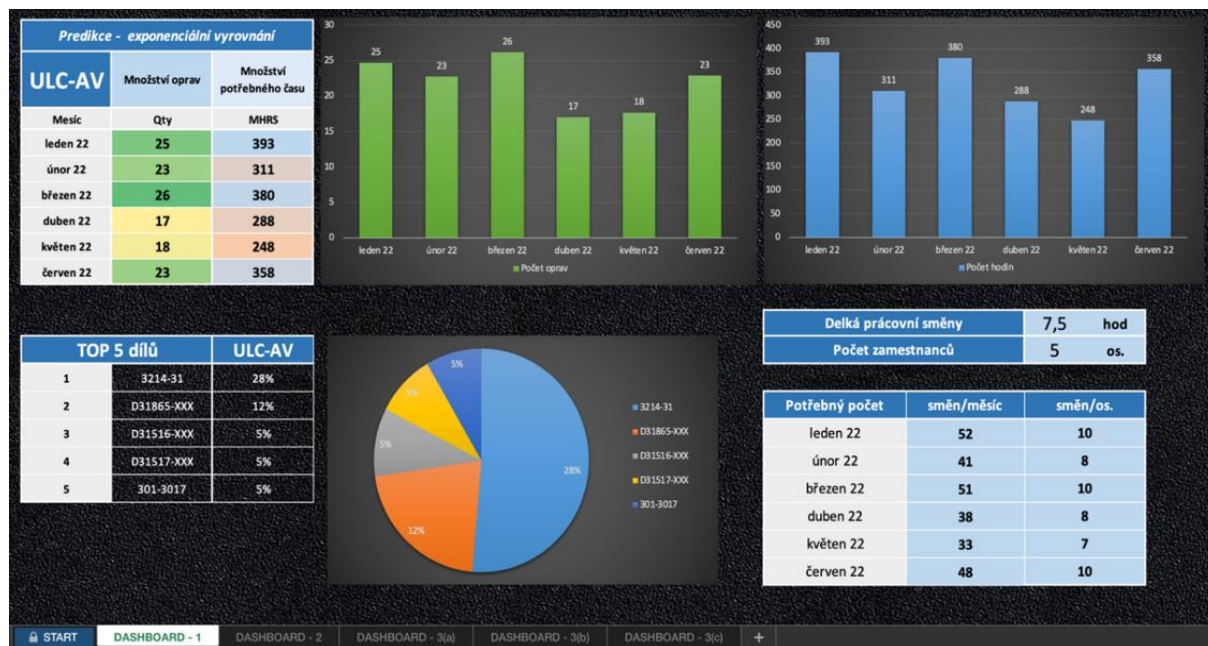 Predikce - exponenciální vyrovnání
ULC-AV Množství oprav Množství potřebného času
Mesíc Qty MHRS
leden 22 25 393
únor 22 23 311
březen 22 26 380
duben 22 17 288
květen 22 18 248
červen 22 23 358
30
25
20
15
10
5
0
25 23 26 17 18 23
leden 22 únor 22 březen 22 duben 22 květen 22 červen 22
Počet oprav
450
400
350
300
250
200
150
100
50
0
393 311 380 288 248 358
leden 22 únor 22 březen 22 duben 22 květen 22 červen 22
Počet hodin
TOP 5 dílů ULC-AV
1 3214-31 28%
2 D31865-XXX 12%
3 D31516-XXX 5%
4 D31517-XXX 5%
5 301-3017 5%
5%
5%
5%
28%
12%
3214-31
D31865-XXX
D31516-XXX
D31517-XXX
301-3017
Delká prácovní směny 7,5 hod
Počet zamestnanců 5 os.
Potřebný počet směn/měsíc směn/os.
leden 22 52 10
únor 22 41 8
březen 22 51 10
duben 22 38 8
květen 22 33 7
červen 22 48 10
START DASHBOARD - 1 DASHBOARD - 2 DASHBOARD - 3(a) DASHBOARD - 3(b) DASHBOARD - 3(c) +